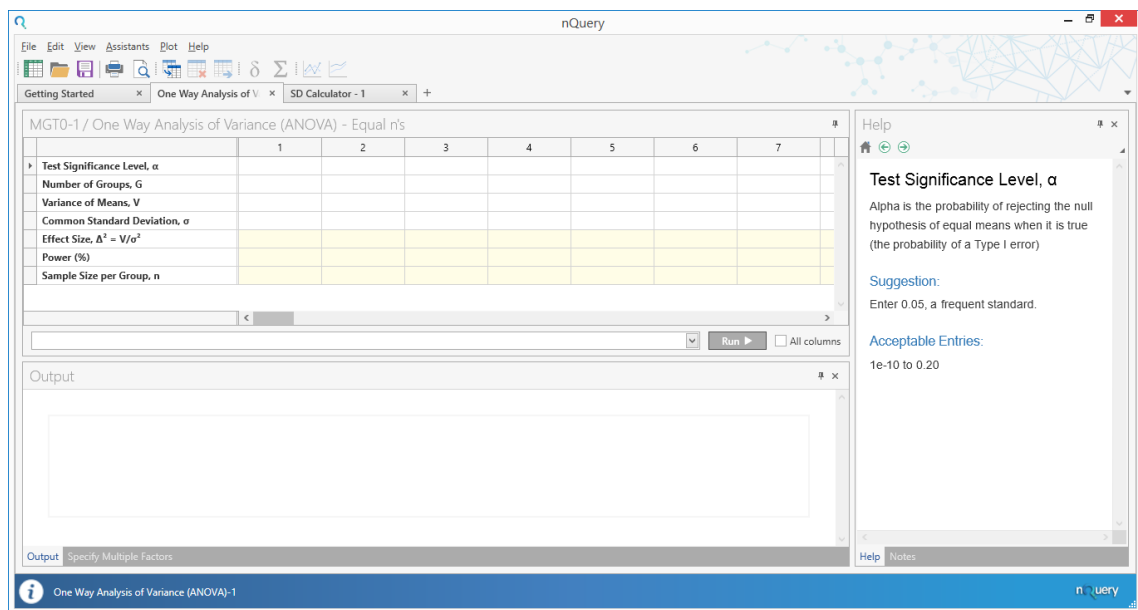 nQuery
File Edit View Assistants Plot Help
δ Σ
Getting Started × One Way Analysis of V × SD Calculator - 1 × +
MGT0-1 / One Way Analysis of Variance (ANOVA) - Equal n's
1 2 3 4 5 6 7
Test Significance Level, α
Number of Groups, G
Variance of Means, V
Common Standard Deviation, σ
Effect Size, Δ² = V/σ²
Power (%)
Sample Size per Group, n
Run All columns
Output
Output Specify Multiple Factors
Help
Test Significance Level, α
Alpha is the probability of rejecting the null
hypothesis of equal means when it is true
(the probability of a Type I error)
Suggestion:
Enter 0.05, a frequent standard.
Acceptable Entries:
1e-10 to 0.20
Help Notes
One Way Analysis of Variance (ANOVA)-1
nQuery